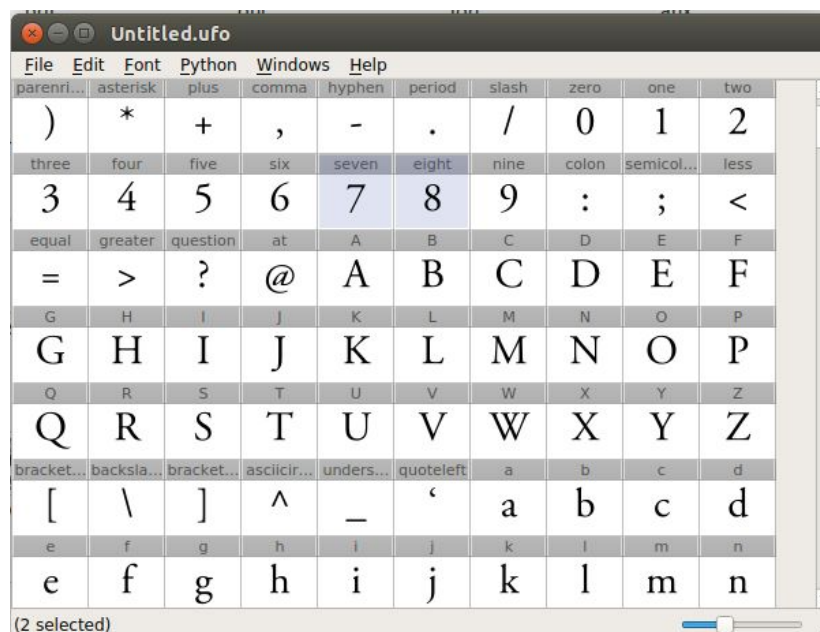 Untitled.ufo
File Edit Font Python Windows Help
parenri... asterisk plus comma hyphen period slash zero one two
) * + , - . / 0 1 2
three four five six seven eight nine colon semicol... less
3 4 5 6 7 8 9 : ; <
equal greater question at A B C D E F
= > ? @ A B C D E F
G H I J K L M N O P
G H I J K L M N O P
Q R S T U V W X Y Z
Q R S T U V W X Y Z
bracket... backsla... bracket... asciicir... unders... quoteleft a b c d
[ \ ] ^ _ ‘ a b c d
e f g h i j k l m n
e f g h i j k l m n
(2 selected)